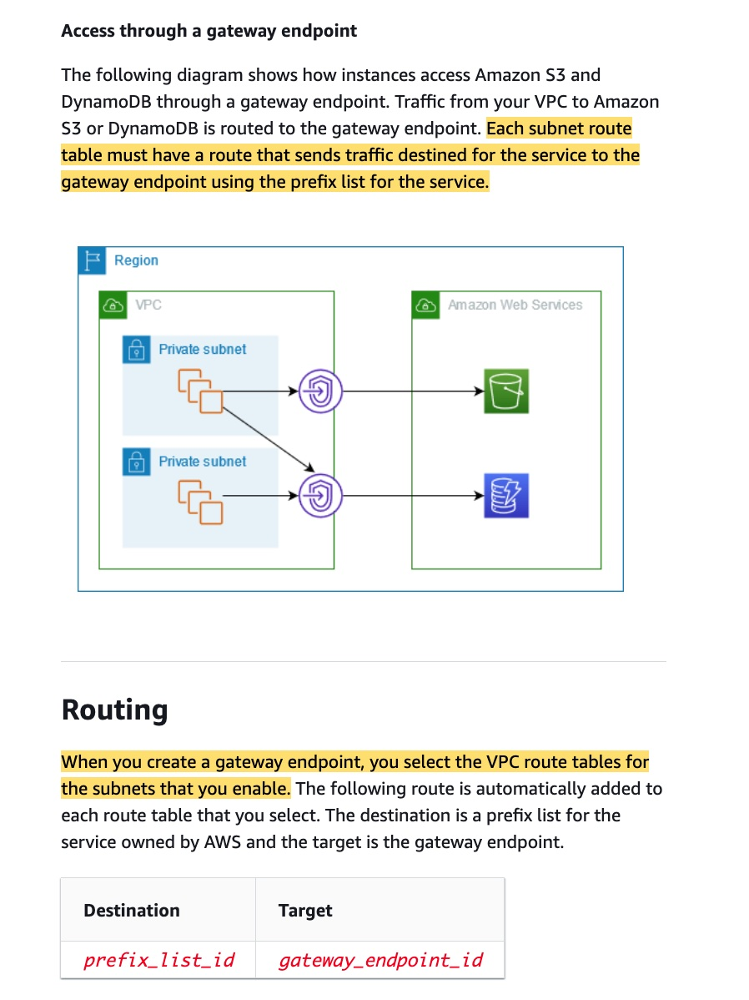 Access through a gateway endpoint
The following diagram shows how instances access Amazon S3 and
DynamoDB through a gateway endpoint. Traffic from your VPC to Amazon
S3 or DynamoDB is routed to the gateway endpoint. Each subnet route
table must have a route that sends traffic destined for the service to the
gateway endpoint using the prefix list for the service.
Region
VPC
Amazon Web Services
Private subnet
Private subnet
Routing
When you create a gateway endpoint, you select the VPC route tables for
the subnets that you enable. The following route is automatically added to
each route table that you select. The destination is a prefix list for the
service owned by AWS and the target is the gateway endpoint.
Destination Target
prefix_list_id gateway_endpoint_id